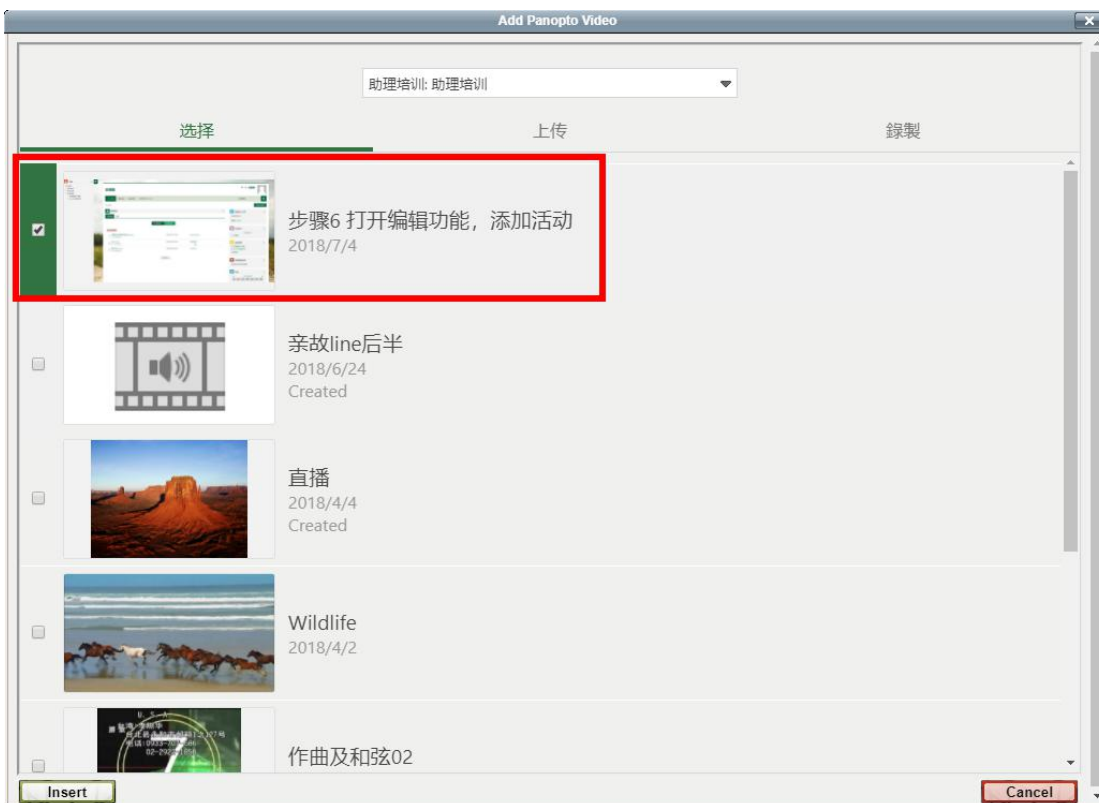 Add Panopto Video
助理培训: 助理培训
选择
上传
錄製
步骤6 打开编辑功能，添加活动
2018/7/4
亲故line后半
2018/6/24
Created
直播
2018/4/4
Created
Wildlife
2018/4/2
U . S . A
作曲及和弦02
Insert
Cancel